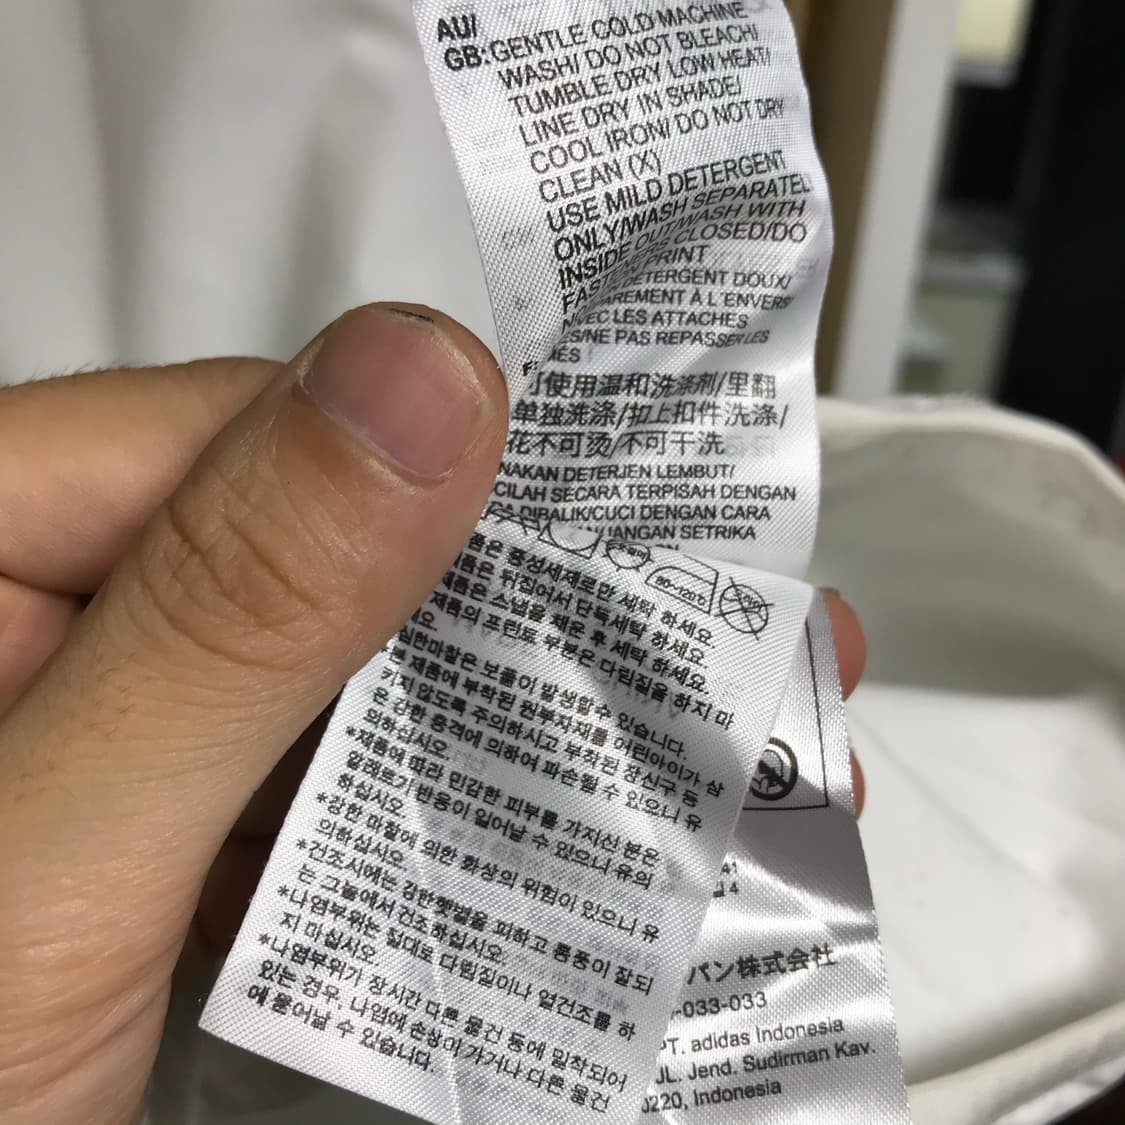 AU/
GB:GENTLE COLD MACHINE
WASH/ DO NOT BLEACH/
TUMBLE DRY LOW HEAT/
LINE DRY IN SHADE/
COOL IRON/ DO NOT DRY
CLEAN (X)
USE MILD DETERGENT
ONLY/WASH SEPARATEL
INSIDE OUT/WASH WITH
CLOSED/DO
PRINT
DETERGENT DOUX/
À L'ENVERS
LES ATTACHES
NE PAS REPASSER LES
使用温和洗涤剂/里翻
单独洗涤/扣上扣件洗涤/
花不可烫/不可干洗
NAKAN DETERJEN LEMBUT/
CILAH SECARA TERPISAH DENGAN
DIBALIK/CUCI DENGAN CARA
JANGAN SETRIKA
80~120℃
품은 중성세제로만 세탁 하세요
품은 뒤집어서 단독세탁 하세요
제품은 스냅을 채운 후 세탁 하세요.
제품의 프린트 부분은 다림질을 하지 마
세요
심한마찰은 보풀이 발생할수 있습니다.
본 제품에 부착된 원부자재를 어린아이가 삼
키지 않도록 주의하시고 부착된 장신구 등
은 강한 충격에 의하여 파손될 수 있으니 유
의하십시오.
*제품에 따라 민감한 피부를 가지신 분은
알레르기 반응이 일어날 수 있으니 유의
하십시오
*강한 마찰에 의한 화상의 위험이 있으니 유
의하십시오.
*건조시에는 강한햇볕을 피하고 통풍이 잘되
는 그늘에서 건조하십시오.
*나염부위는 절대로 다림질이나 열건조를 하
지 마십시오
*나염부위가 장시간 다른 물건 등에 밀착되어
있는 경우, 나염에 손상이 가거나 다른 물건
에 묻어날 수 있습니다.
パン株式会社
-033-033
PT. adidas Indonesia
JL. Jend. Sudirman Kav.
0220, Indonesia